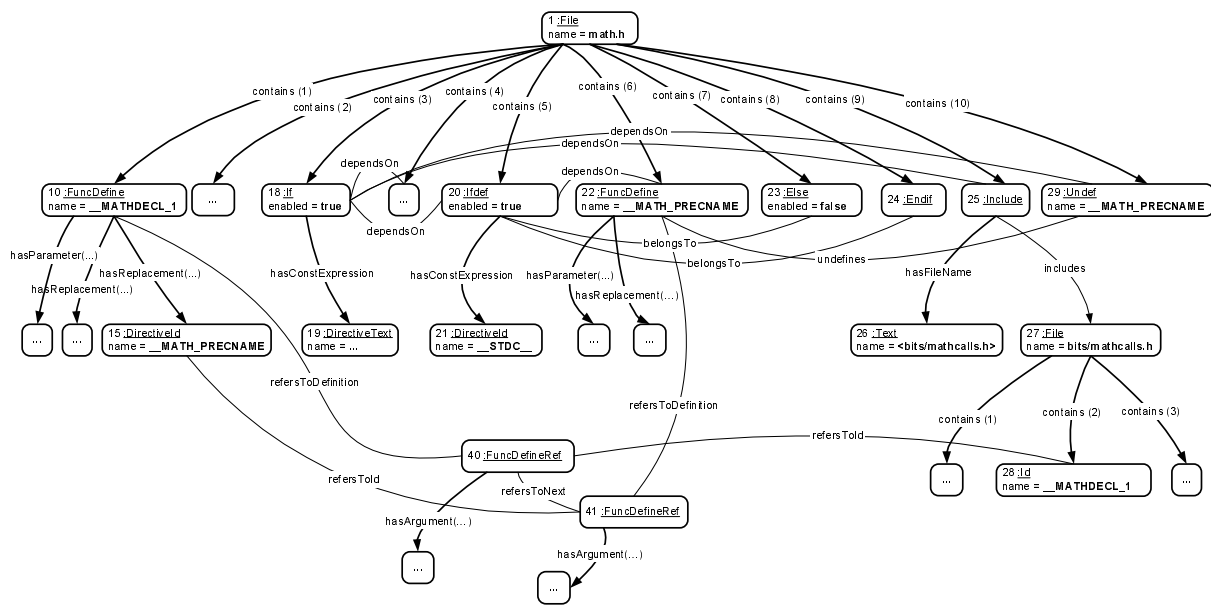 1 :File
name = math.h
contains (1)
contains (2)
contains (3)
contains (4)
contains (5)
contains (6)
contains (7)
contains (8)
contains (9)
contains (10)
dependsOn
dependsOn
dependsOn
dependsOn
dependsOn
10 :FuncDefine
name = __MATHDECL_1
...
18 :If
enabled = true
...
20 :Ifdef
enabled = true
22 :FuncDefine
name = __MATH_PRECNAME
23 :Else
enabled = false
24 :Endif
25 :Include
29 :Undef
name = __MATH_PRECNAME
hasParameter(...)
hasReplacement(...)
hasReplacement(...)
hasConstExpression
hasConstExpression
hasParameter(...)
hasReplacement(...)
belongsTo
belongsTo
undefines
hasFileName
includes
...
...
15 :DirectiveId
name = __MATH_PRECNAME
19 :DirectiveText
name = ...
21 :DirectiveId
name = __STDC__
...
...
26 :Text
name = <bits/mathcalls.h>
27 :File
name = bits/mathcalls.h
refersToDefinition
refersToDefinition
contains (1)
contains (2)
contains (3)
refersToId
40 :FuncDefineRef
refersToId
refersToNext
...
28 :Id
name = __MATHDECL_1
...
41 :FuncDefineRef
hasArgument(...)
hasArgument(...)
...
...